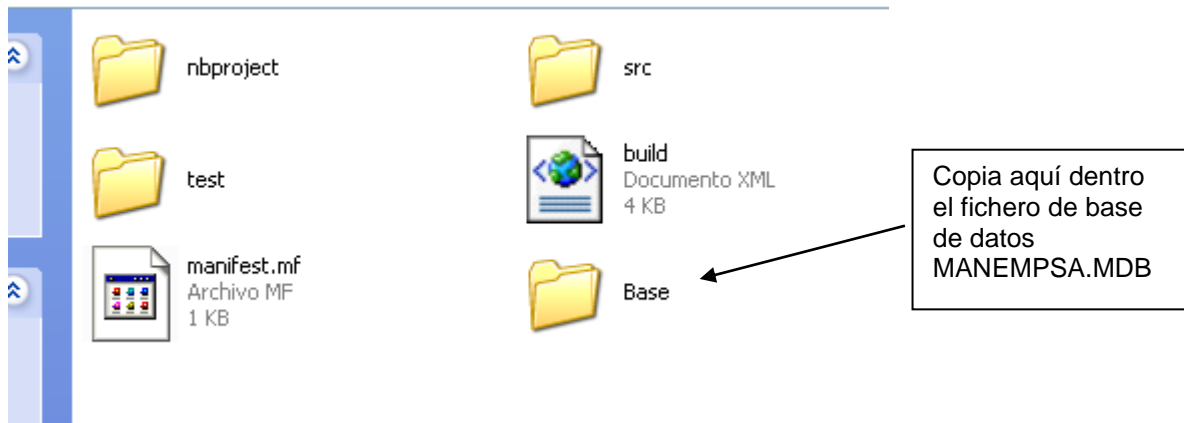 nbproject
src
test
build
Documento XML
4 KB
manifest.mf
Archivo MF
1 KB
Base
Copia aquí dentro
el fichero de base
de datos
MANEMPSA.MDB